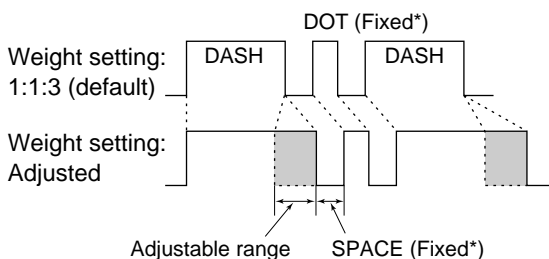 DOT (Fixed*)
Weight setting:
1:1:3 (default)
DASH
DASH
Weight setting:
Adjusted
Adjustable range
SPACE (Fixed*)